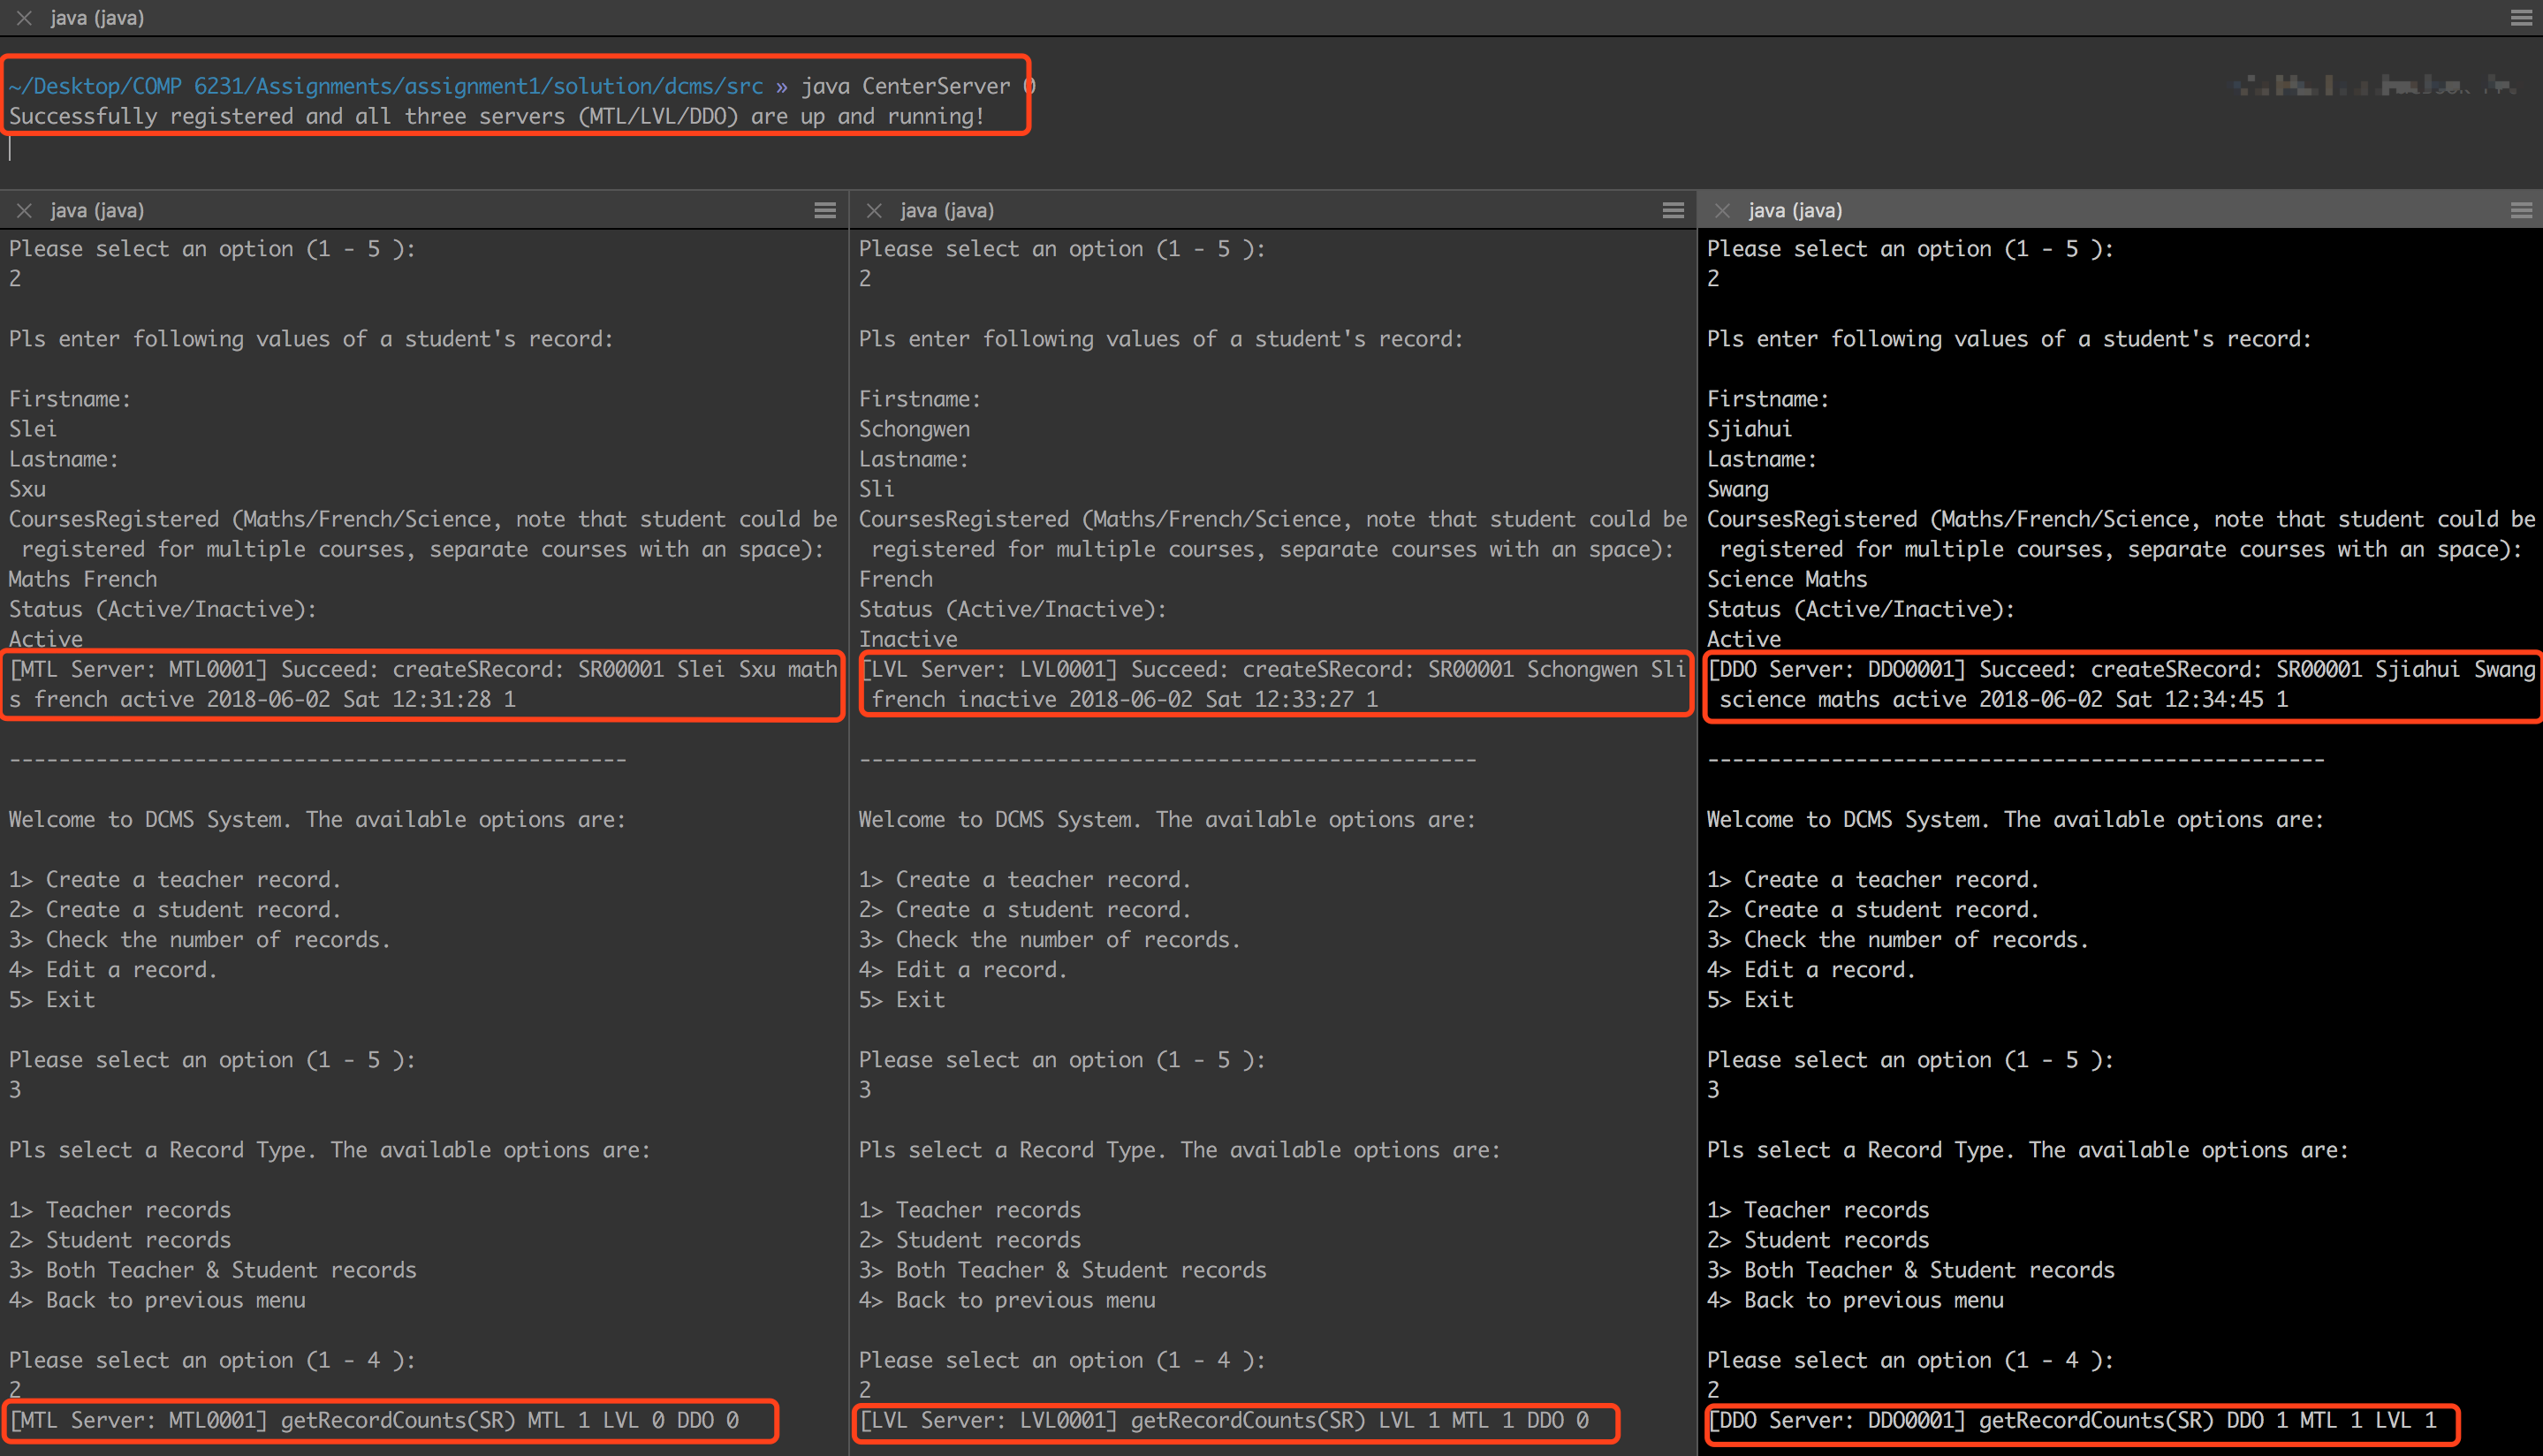 java (java)
~/Desktop/COMP 6231/Assignments/assignment1/solution/dcms/src » java CenterServer 0
Successfully registered and all three servers (MTL/LVL/DDO) are up and running!
java (java)
Please select an option (1 - 5 ):
2
Pls enter following values of a student's record:
Firstname:
Slei
Lastname:
Sxu
CoursesRegistered (Maths/French/Science, note that student could be
registered for multiple courses, separate courses with an space):
Maths French
Status (Active/Inactive):
Active
[MTL Server: MTL0001] Succeed: createSRecord: SR00001 Slei Sxu math
s french active 2018-06-02 Sat 12:31:28 1
--------------------------------------------------
Welcome to DCMS System. The available options are:
1> Create a teacher record.
2> Create a student record.
3> Check the number of records.
4> Edit a record.
5> Exit
Please select an option (1 - 5 ):
3
Pls select a Record Type. The available options are:
1> Teacher records
2> Student records
3> Both Teacher & Student records
4> Back to previous menu
Please select an option (1 - 4 ):
2
[MTL Server: MTL0001] getRecordCounts(SR) MTL 1 LVL 0 DDO 0
java (java)
Please select an option (1 - 5 ):
2
Pls enter following values of a student's record:
Firstname:
Schongwen
Lastname:
Sli
CoursesRegistered (Maths/French/Science, note that student could be
registered for multiple courses, separate courses with an space):
French
Status (Active/Inactive):
Inactive
[LVL Server: LVL0001] Succeed: createSRecord: SR00001 Schongwen Sli
french inactive 2018-06-02 Sat 12:33:27 1
--------------------------------------------------
Welcome to DCMS System. The available options are:
1> Create a teacher record.
2> Create a student record.
3> Check the number of records.
4> Edit a record.
5> Exit
Please select an option (1 - 5 ):
3
Pls select a Record Type. The available options are:
1> Teacher records
2> Student records
3> Both Teacher & Student records
4> Back to previous menu
Please select an option (1 - 4 ):
2
[LVL Server: LVL0001] getRecordCounts(SR) LVL 1 MTL 1 DDO 0
java (java)
Please select an option (1 - 5 ):
2
Pls enter following values of a student's record:
Firstname:
Sjiahui
Lastname:
Swang
CoursesRegistered (Maths/French/Science, note that student could be
registered for multiple courses, separate courses with an space):
Science Maths
Status (Active/Inactive):
Active
[DDO Server: DDO0001] Succeed: createSRecord: SR00001 Sjiahui Swang
science maths active 2018-06-02 Sat 12:34:45 1
--------------------------------------------------
Welcome to DCMS System. The available options are:
1> Create a teacher record.
2> Create a student record.
3> Check the number of records.
4> Edit a record.
5> Exit
Please select an option (1 - 5 ):
3
Pls select a Record Type. The available options are:
1> Teacher records
2> Student records
3> Both Teacher & Student records
4> Back to previous menu
Please select an option (1 - 4 ):
2
[DDO Server: DDO0001] getRecordCounts(SR) DDO 1 MTL 1 LVL 1